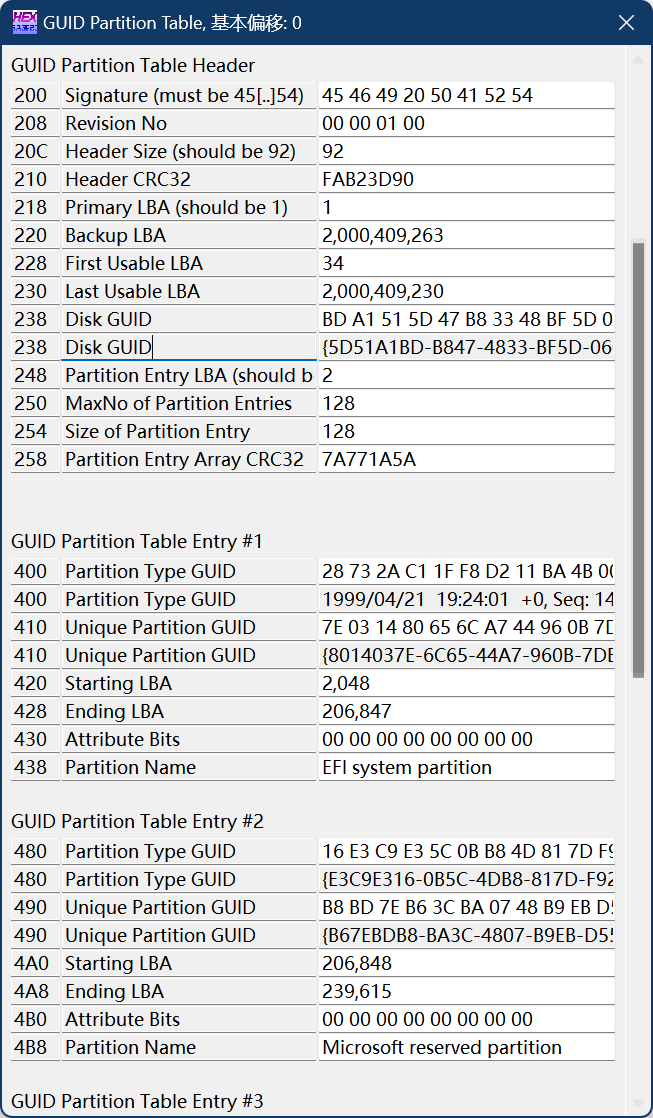 GUID Partition Table, 基本偏移: 0
GUID Partition Table Header
200 Signature (must be 45[..]54) 45 46 49 20 50 41 52 54
208 Revision No 00 00 01 00
20C Header Size (should be 92) 92
210 Header CRC32 FAB23D90
218 Primary LBA (should be 1) 1
220 Backup LBA 2,000,409,263
228 First Usable LBA 34
230 Last Usable LBA 2,000,409,230
238 Disk GUID BD A1 51 5D 47 B8 33 48 BF 5D 0
238 Disk GUID {5D51A1BD-B847-4833-BF5D-06
248 Partition Entry LBA (should b 2
250 MaxNo of Partition Entries 128
254 Size of Partition Entry 128
258 Partition Entry Array CRC32 7A771A5A
GUID Partition Table Entry #1
400 Partition Type GUID 28 73 2A C1 1F F8 D2 11 BA 4B 00
400 Partition Type GUID 1999/04/21 19:24:01 +0, Seq: 14
410 Unique Partition GUID 7E 03 14 80 65 6C A7 44 96 0B 7D
410 Unique Partition GUID {8014037E-6C65-44A7-960B-7DE
420 Starting LBA 2,048
428 Ending LBA 206,847
430 Attribute Bits 00 00 00 00 00 00 00 00
438 Partition Name EFI system partition
GUID Partition Table Entry #2
480 Partition Type GUID 16 E3 C9 E3 5C 0B B8 4D 81 7D F9
480 Partition Type GUID {E3C9E316-0B5C-4DB8-817D-F92
490 Unique Partition GUID B8 BD 7E B6 3C BA 07 48 B9 EB D5
490 Unique Partition GUID {B67EBDB8-BA3C-4807-B9EB-D55
4A0 Starting LBA 206,848
4A8 Ending LBA 239,615
4B0 Attribute Bits 00 00 00 00 00 00 00 00
4B8 Partition Name Microsoft reserved partition
GUID Partition Table Entry #3